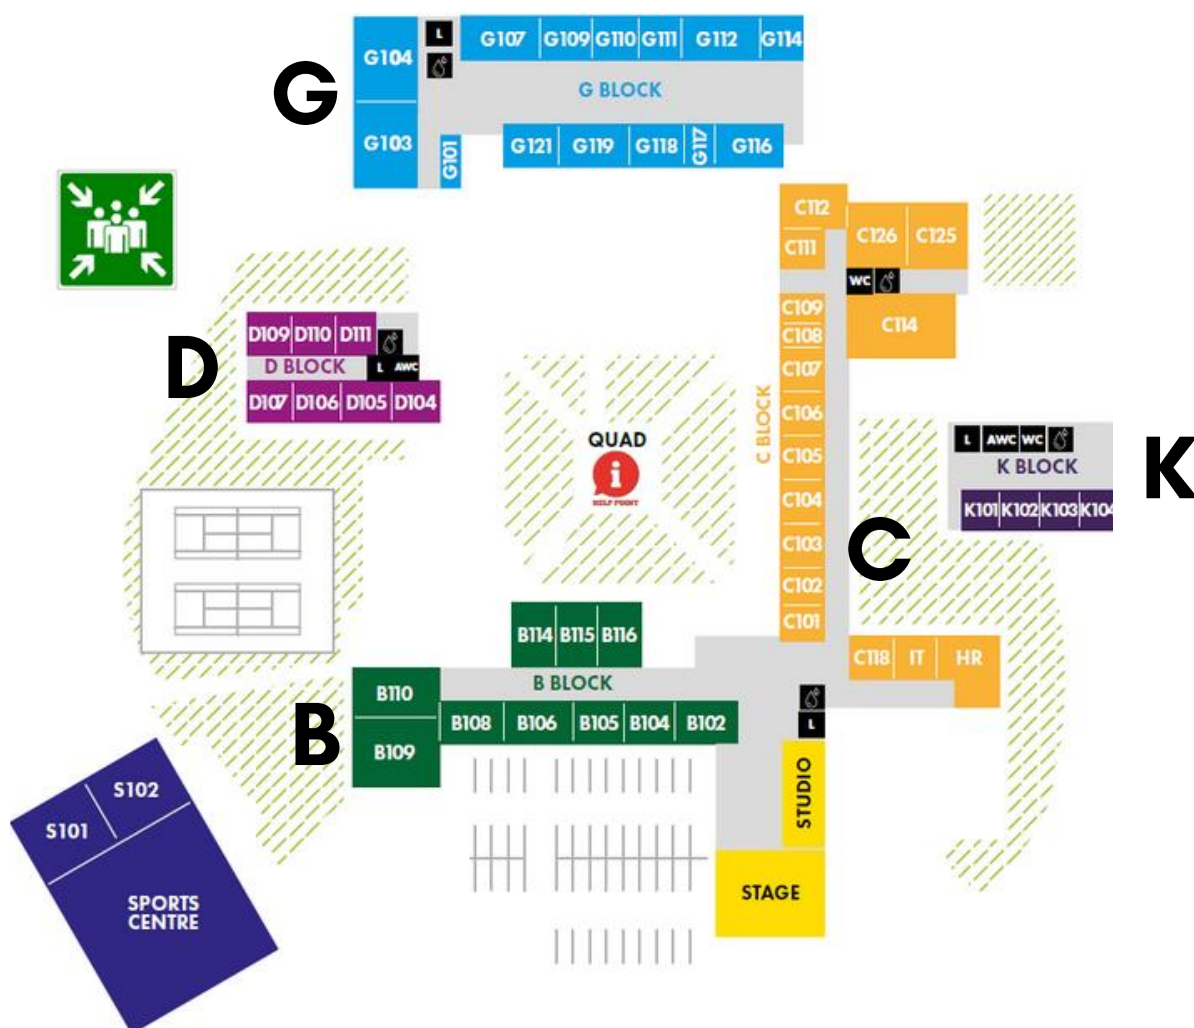 G
G104
L
G107 G109 G110 G111 G112 G114
G BLOCK
G103
G101
G121 G119 G118 G117 G116
C112
C126 C125
C111
WC
C109
C108
C114
C107
C106
C105
C104
C103
C102
C101
C BLOCK
C
D
D109 D110 D111
D BLOCK
L AWC
D107 D106 D105 D104
QUAD
i
HELP POINT
L AWC WC
K BLOCK
K
K101 K102 K103 K104
B114 B115 B116
C118 IT HR
B BLOCK
B110
B
B109
B108 B106 B105 B104 B102
L
STUDIO
STAGE
S102
S101
SPORTS
CENTRE